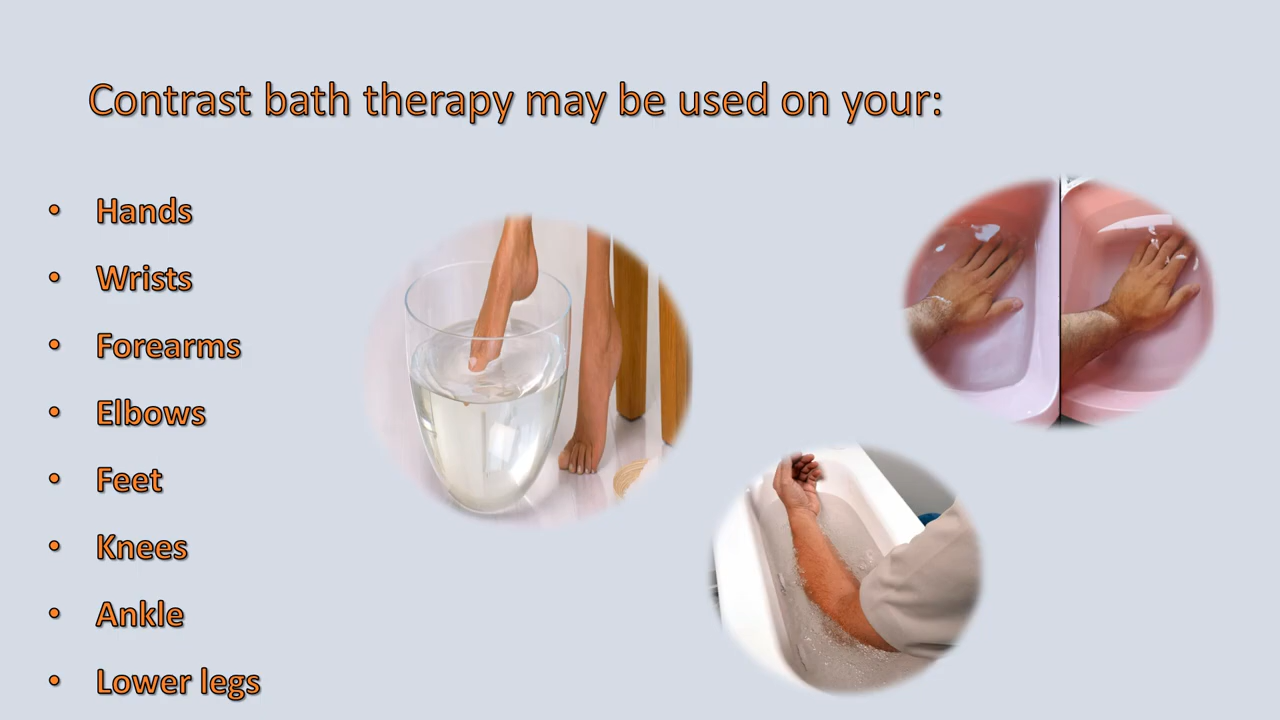 Contrast bath therapy may be used on your:
• Hands
• Wrists
• Forearms
• Elbows
• Feet
• Knees
• Ankle
• Lower legs